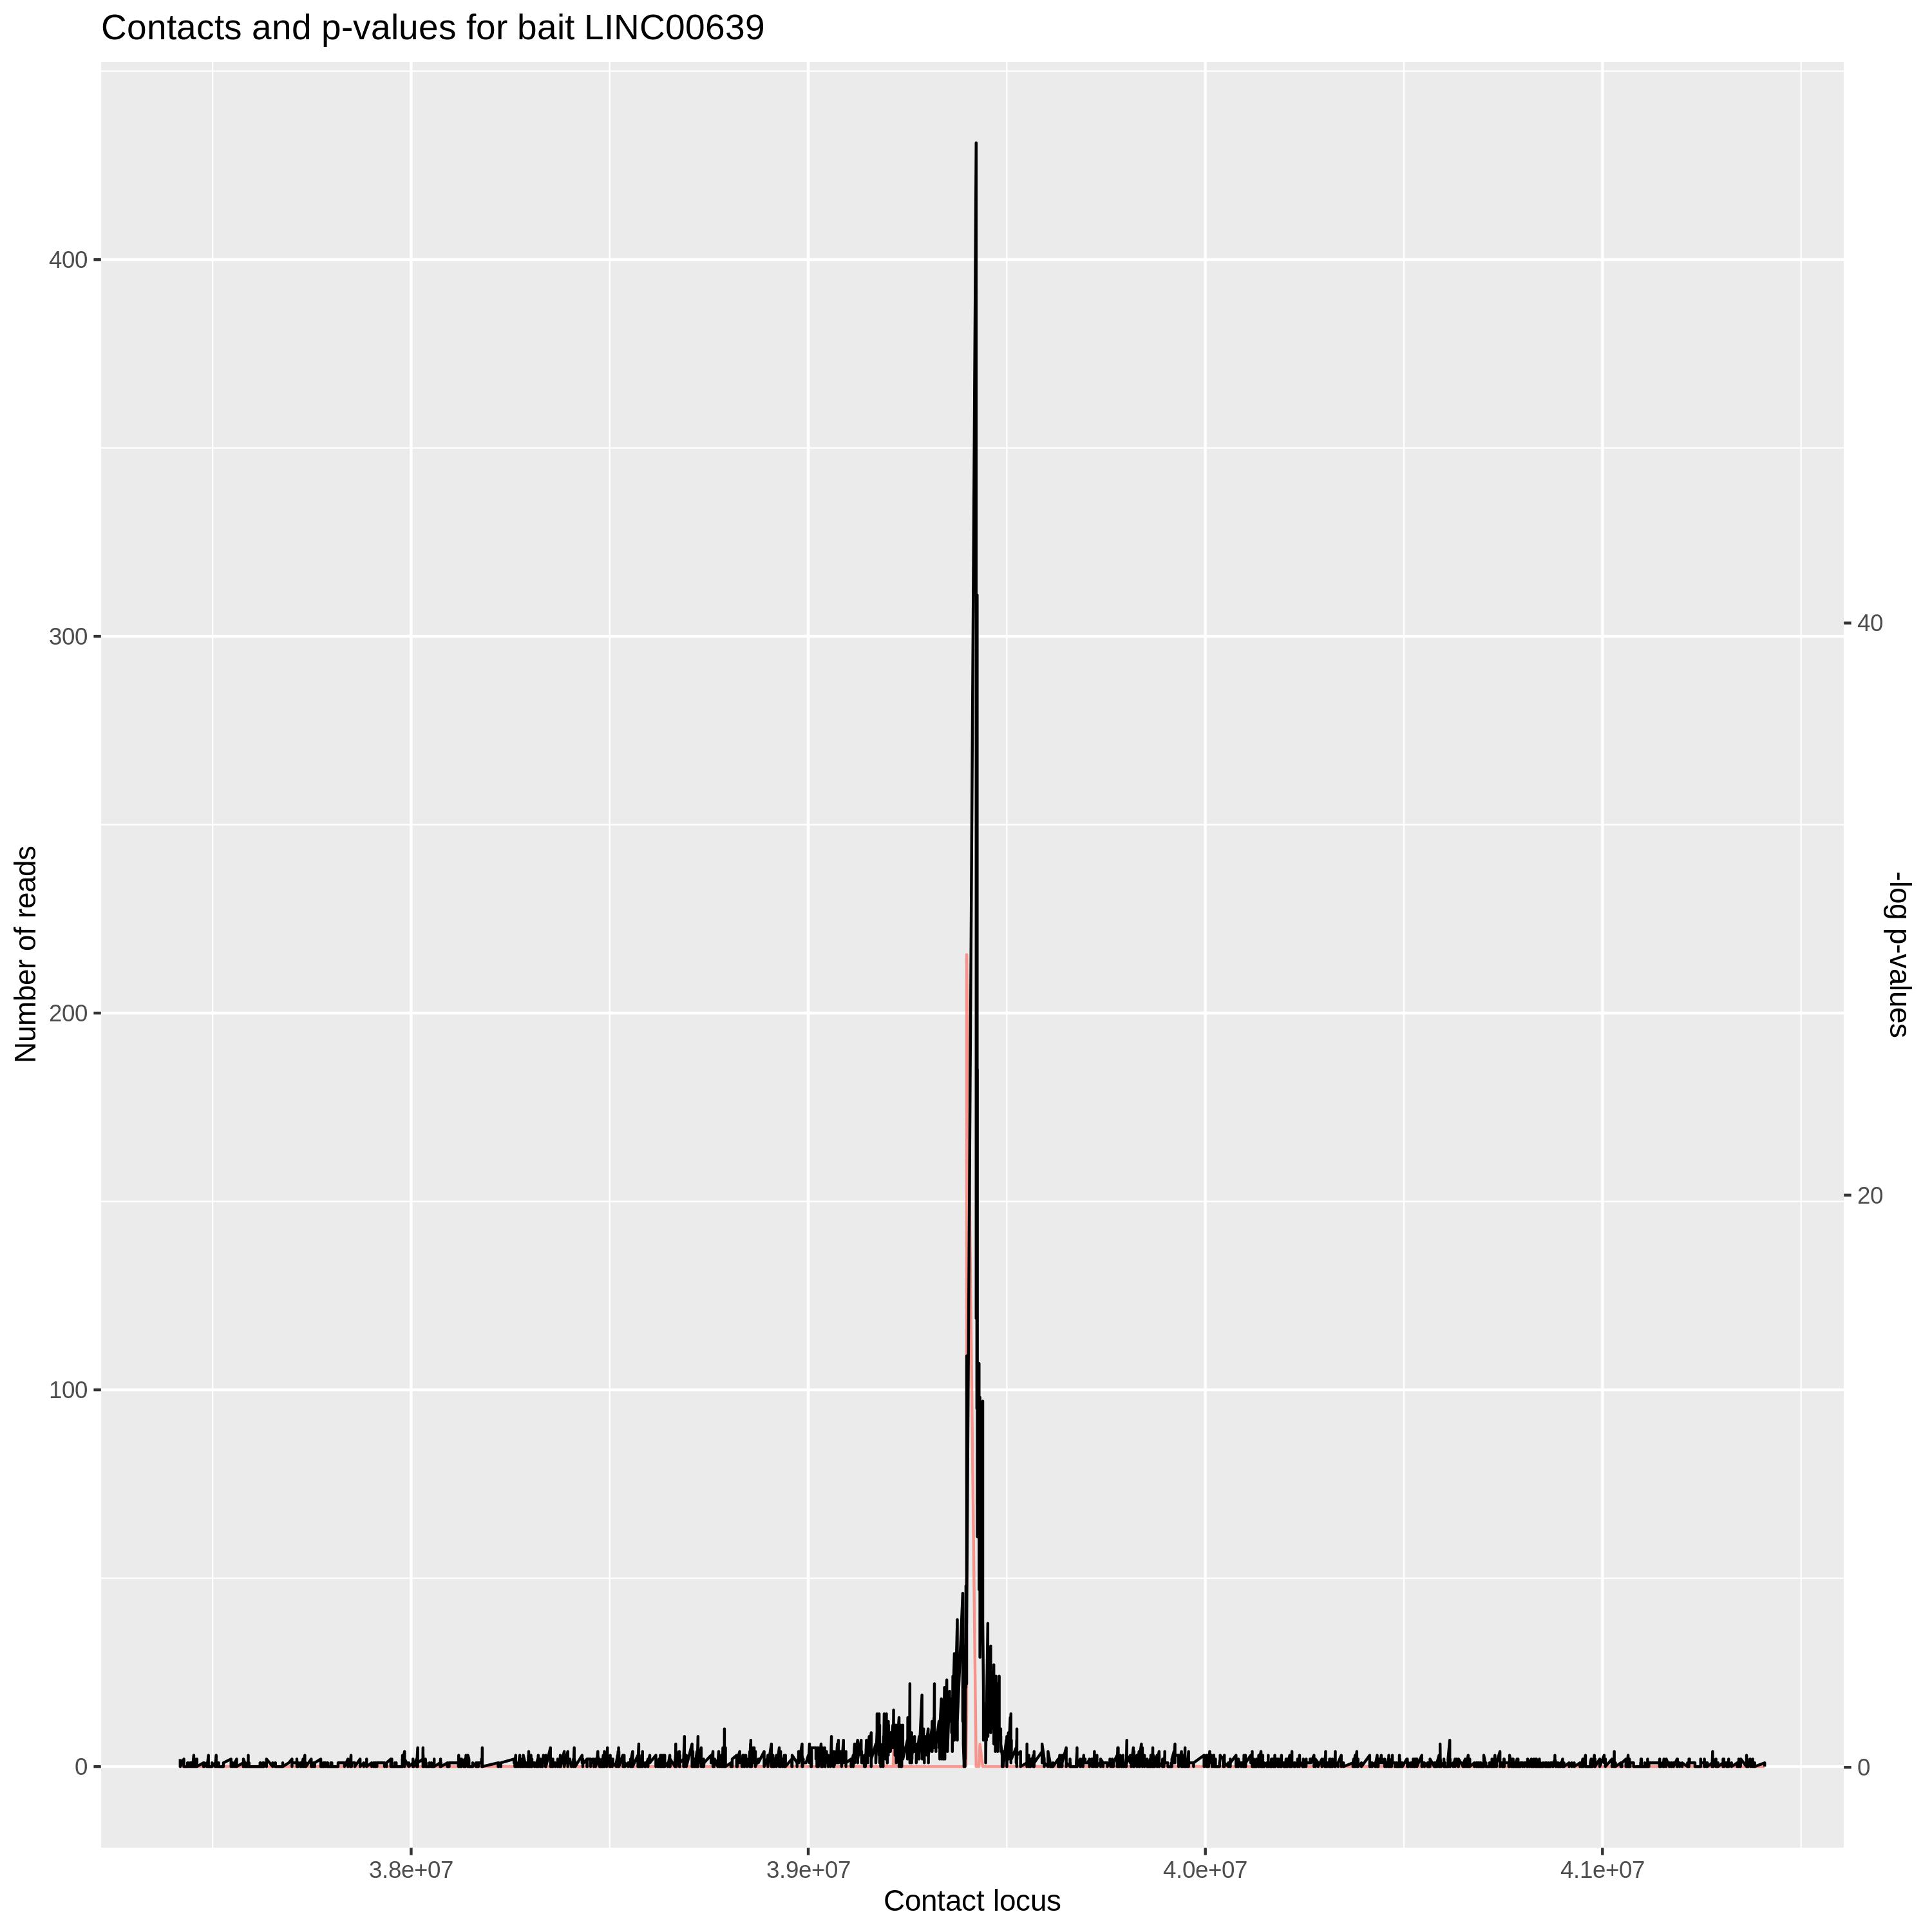 Contacts and p-values for bait LINC00639
400
300
200
100
0
Number of reads
40
20
0
-log p-values
3.8e+07
3.9e+07
4.0e+07
4.1e+07
Contact locus